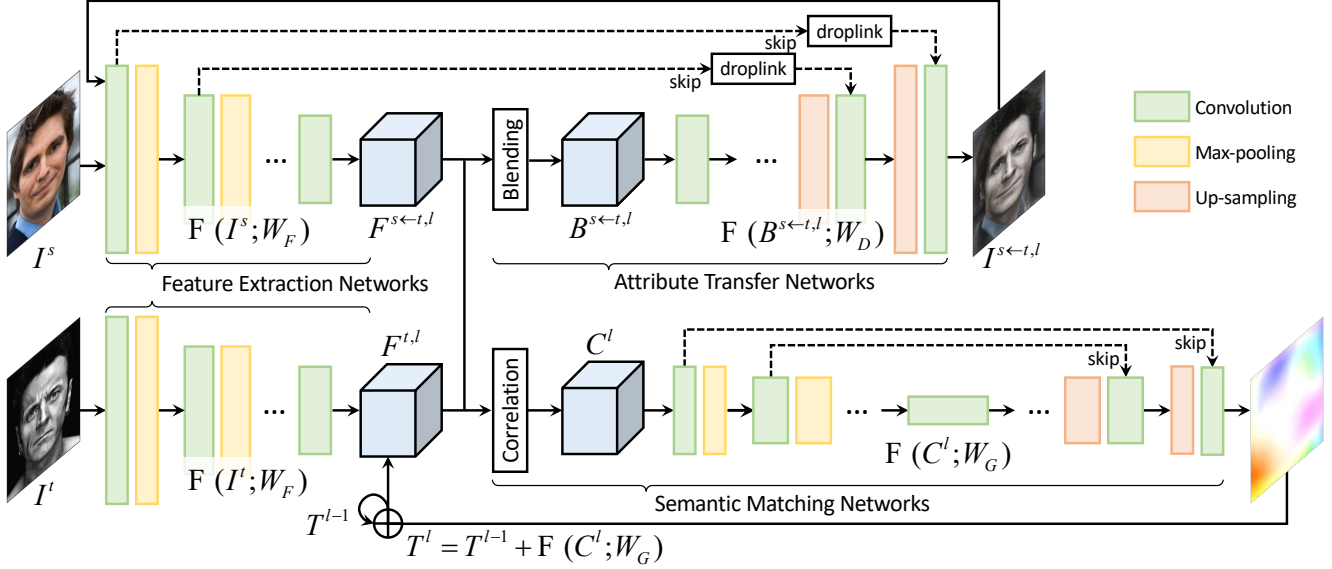 droplink
skip
droplink
skip
Convolution
Max-pooling
Up-sampling
Blending
...
...
I^s
F (I^s;W_F)
F^{s←t,l}
B^{s←t,l}
F (B^{s←t,l};W_D)
I^{s←t,l}
Feature Extraction Networks
Attribute Transfer Networks
F^{t,l}
C^l
skip
skip
Correlation
...
...
...
I^t
F (I^t;W_F)
F (C^l;W_G)
Semantic Matching Networks
T^{l-1}
T^l = T^{l-1} + F (C^l;W_G)